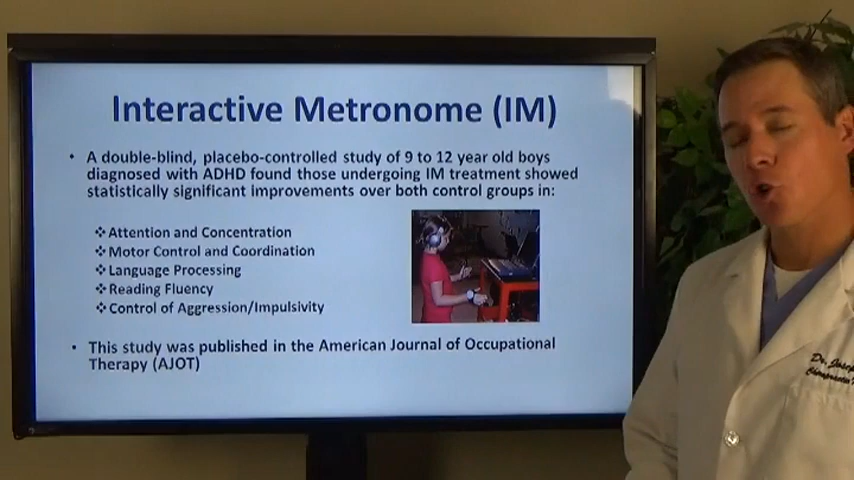 Interactive Metronome (IM)
• A double-blind, placebo-controlled study of 9 to 12 year old boys
diagnosed with ADHD found those undergoing IM treatment showed
statistically significant improvements over both control groups in:
❖Attention and Concentration
❖Motor Control and Coordination
❖Language Processing
❖Reading Fluency
❖Control of Aggression/Impulsivity
• This study was published in the American Journal of Occupational
Therapy (AJOT)
Dr.